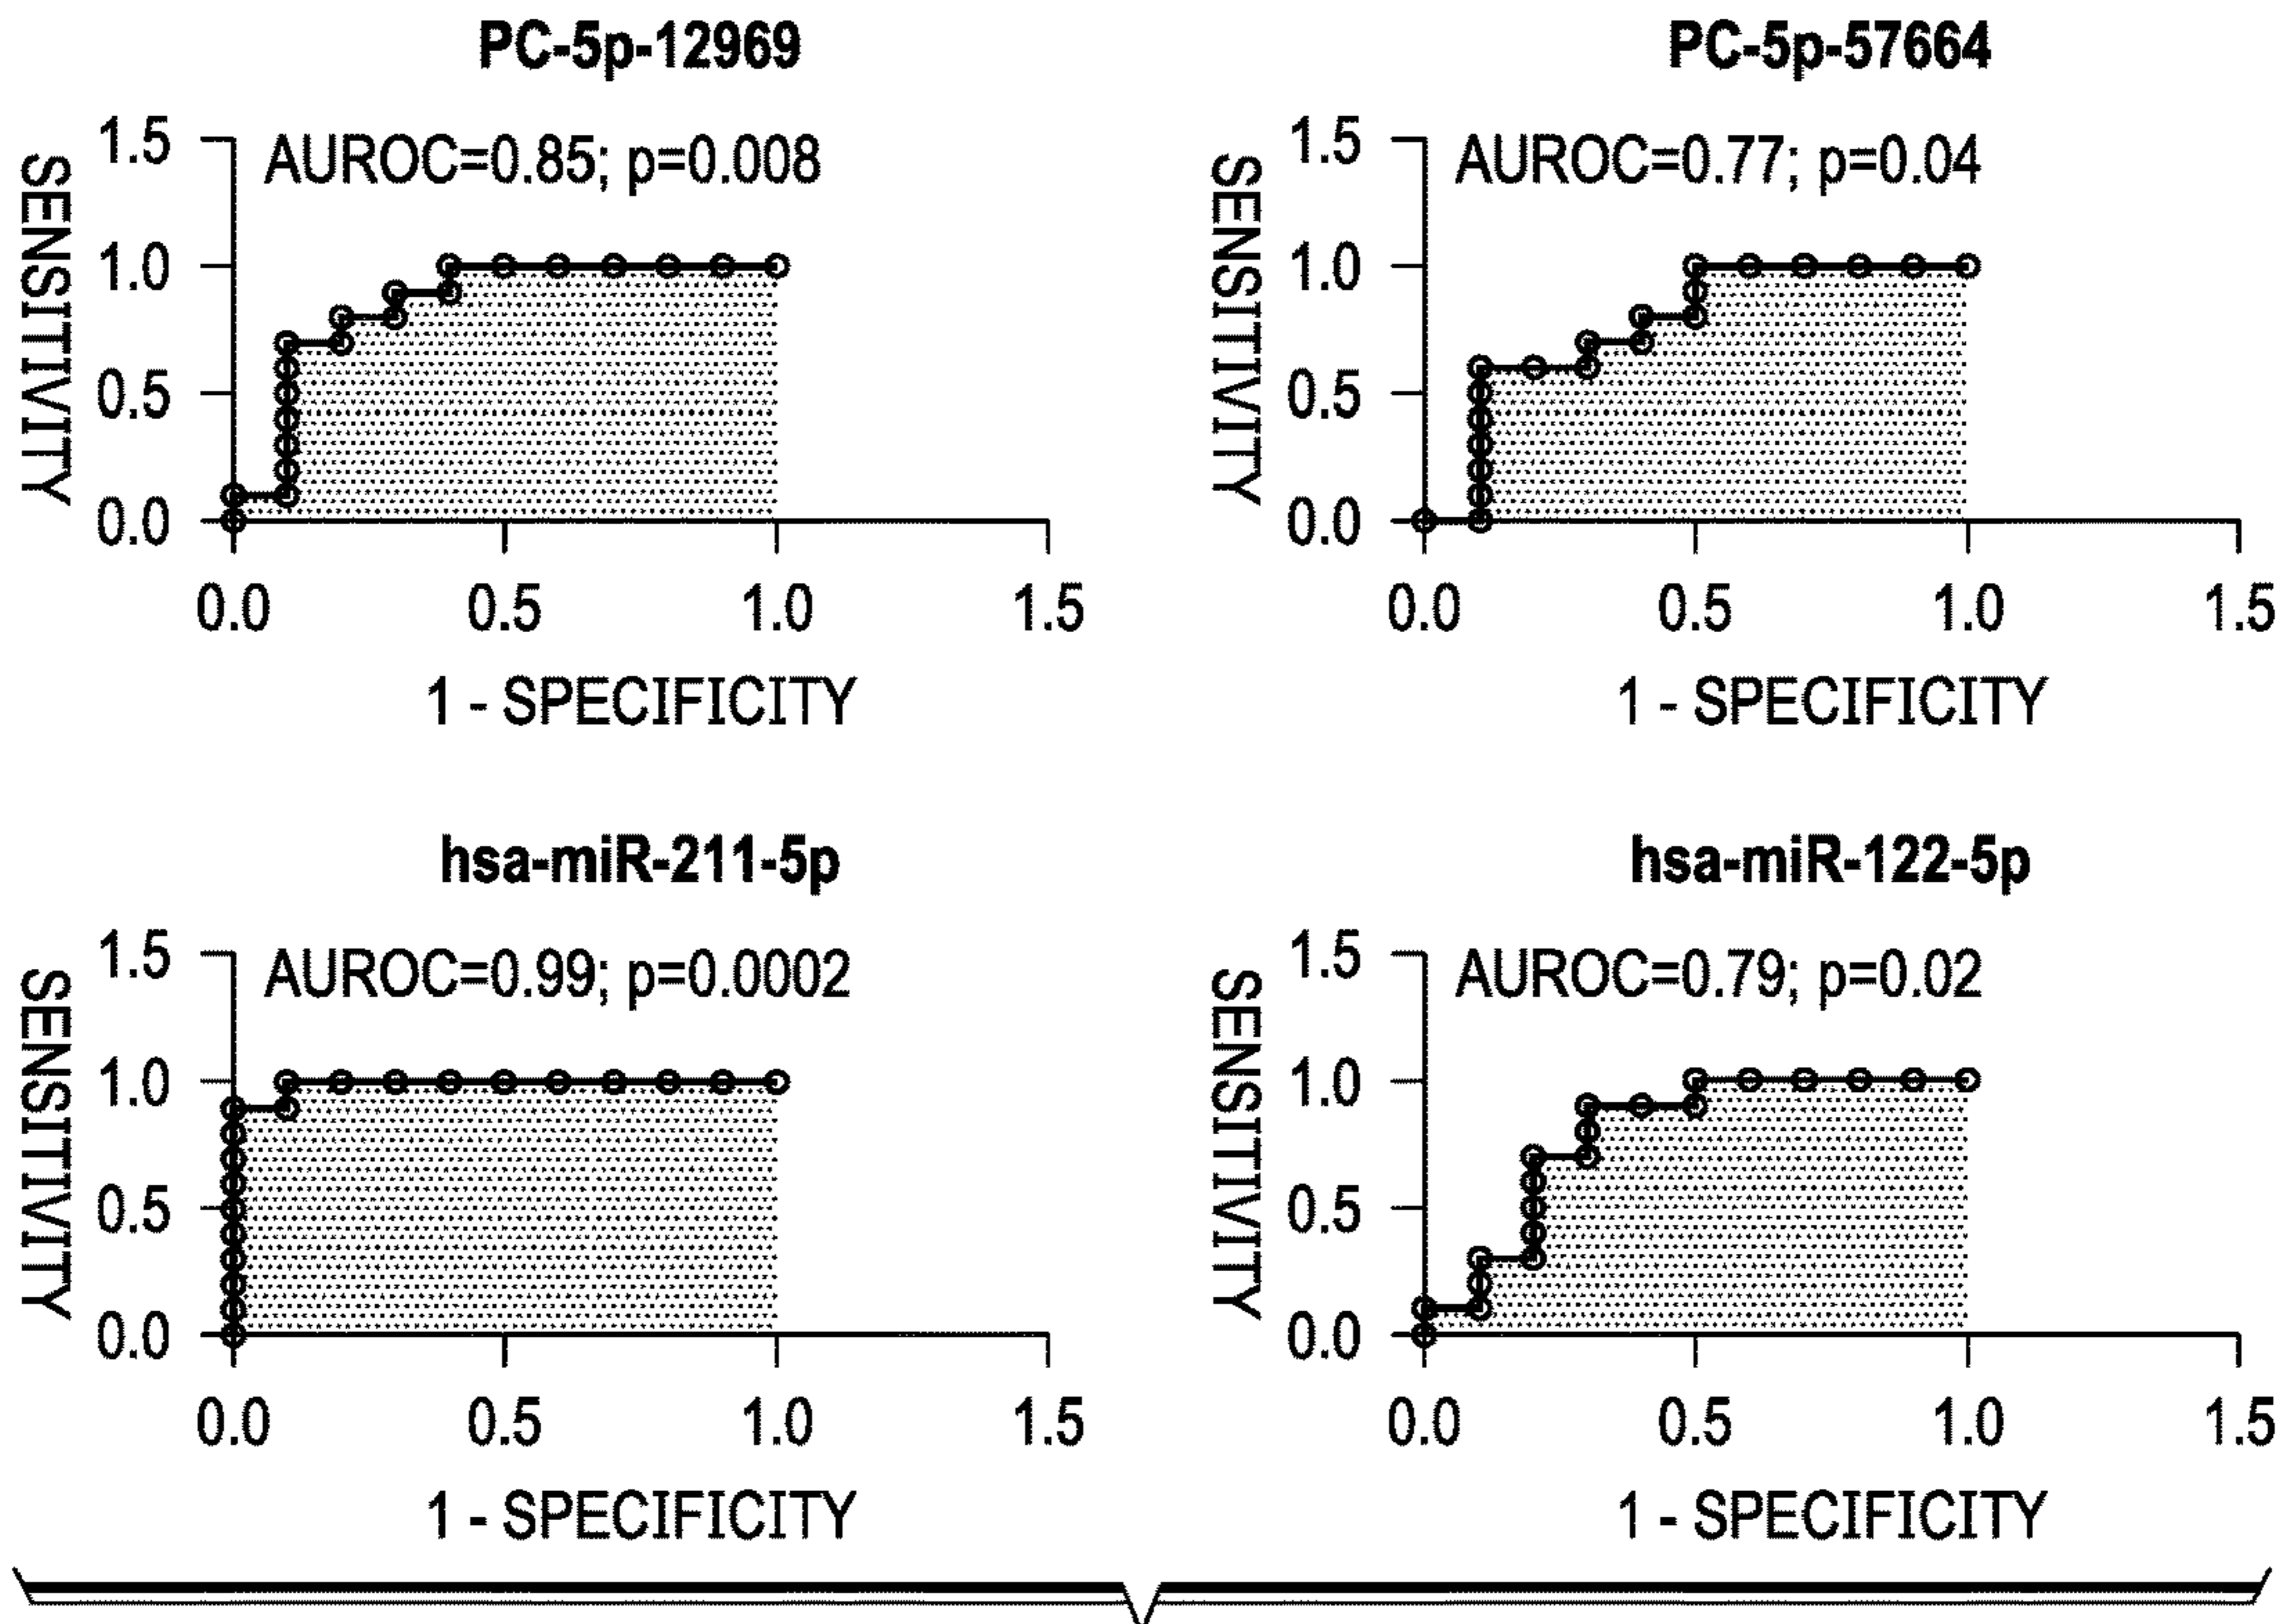 PC-5p-12969
AUROC=0.85; p=0.008
SENSITIVITY
1.5
1.0
0.5
0.0
0.0 0.5 1.0 1.5
1 - SPECIFICITY
PC-5p-57664
AUROC=0.77; p=0.04
SENSITIVITY
1.5
1.0
0.5
0.0
0.0 0.5 1.0 1.5
1 - SPECIFICITY
hsa-miR-211-5p
AUROC=0.99; p=0.0002
SENSITIVITY
1.5
1.0
0.5
0.0
0.0 0.5 1.0 1.5
1 - SPECIFICITY
hsa-miR-122-5p
AUROC=0.79; p=0.02
SENSITIVITY
1.5
1.0
0.5
0.0
0.0 0.5 1.0 1.5
1 - SPECIFICITY